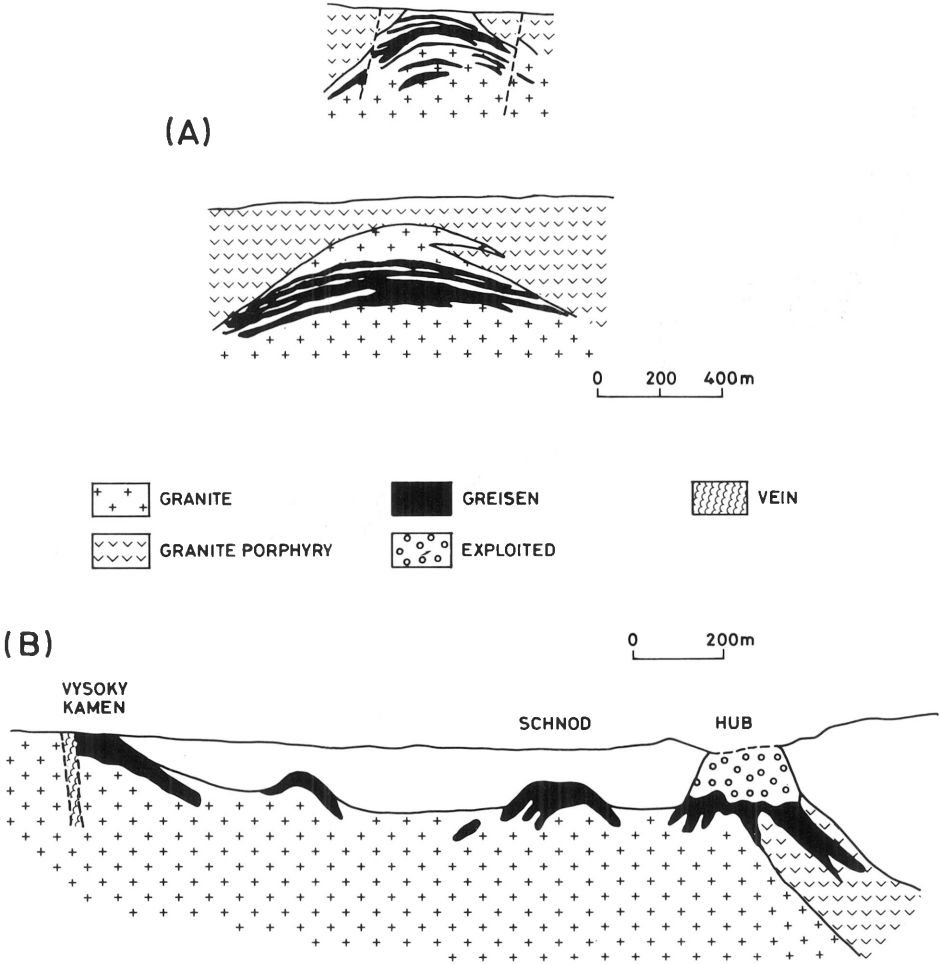 (A)
0 200 400m
GRANITE
GREISEN
VEIN
GRANITE PORPHYRY
EXPLOITED
(B)
0 200m
VYSOKY
KAMEN
SCHNOD
HUB